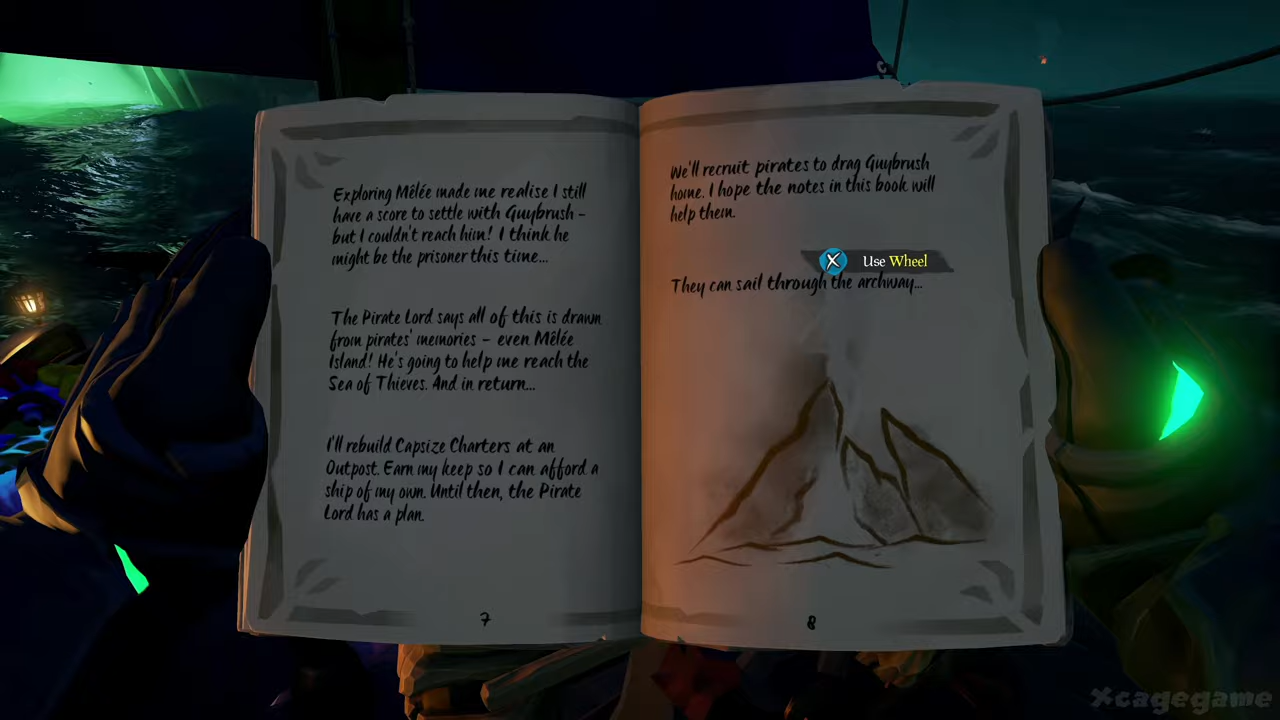 Exploring Mêlée made me realise I still
have a score to settle with Guybrush –
but I couldn't reach him! I think he
might be the prisoner this time...
The Pirate Lord says all of this is drawn
from pirates' memories – even Mêlée
Island! He's going to help me reach the
Sea of Thieves. And in return...
I'll rebuild Capsize Charters at an
Outpost. Earn my keep so I can afford a
ship of my own. Until then, the Pirate
Lord has a plan.
7
We'll recruit pirates to drag Guybrush
home. I hope the notes in this book will
help them.
X Use Wheel
They can sail through the archway...
8
Xcagegame